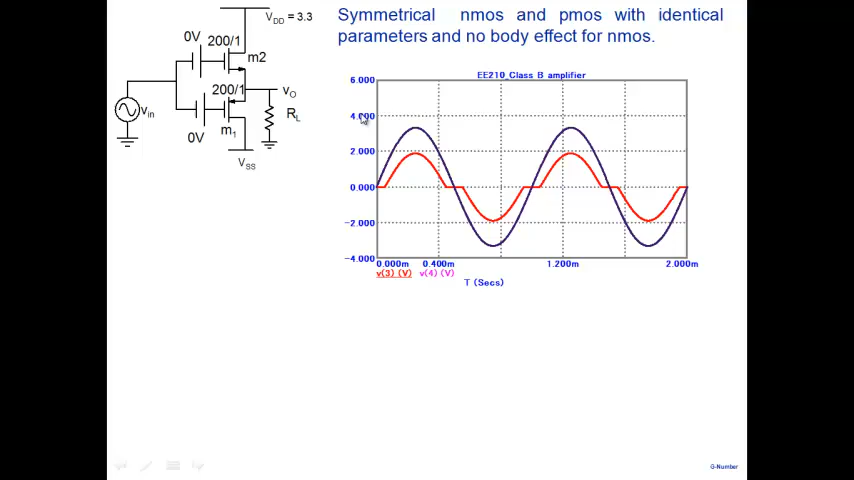 Symmetrical nmos and pmos with identical
parameters and no body effect for nmos.
VDD = 3.3
0V
200/1
m2
200/1
vO
vin
RL
m1
0V
VSS
EE210_Class B amplifier
6.000
4.000
2.000
0.000
-2.000
-4.000
0.000m 0.400m 1.200m 2.000m
v(3) (V) v(4) (V)
T (Secs)
G-Number